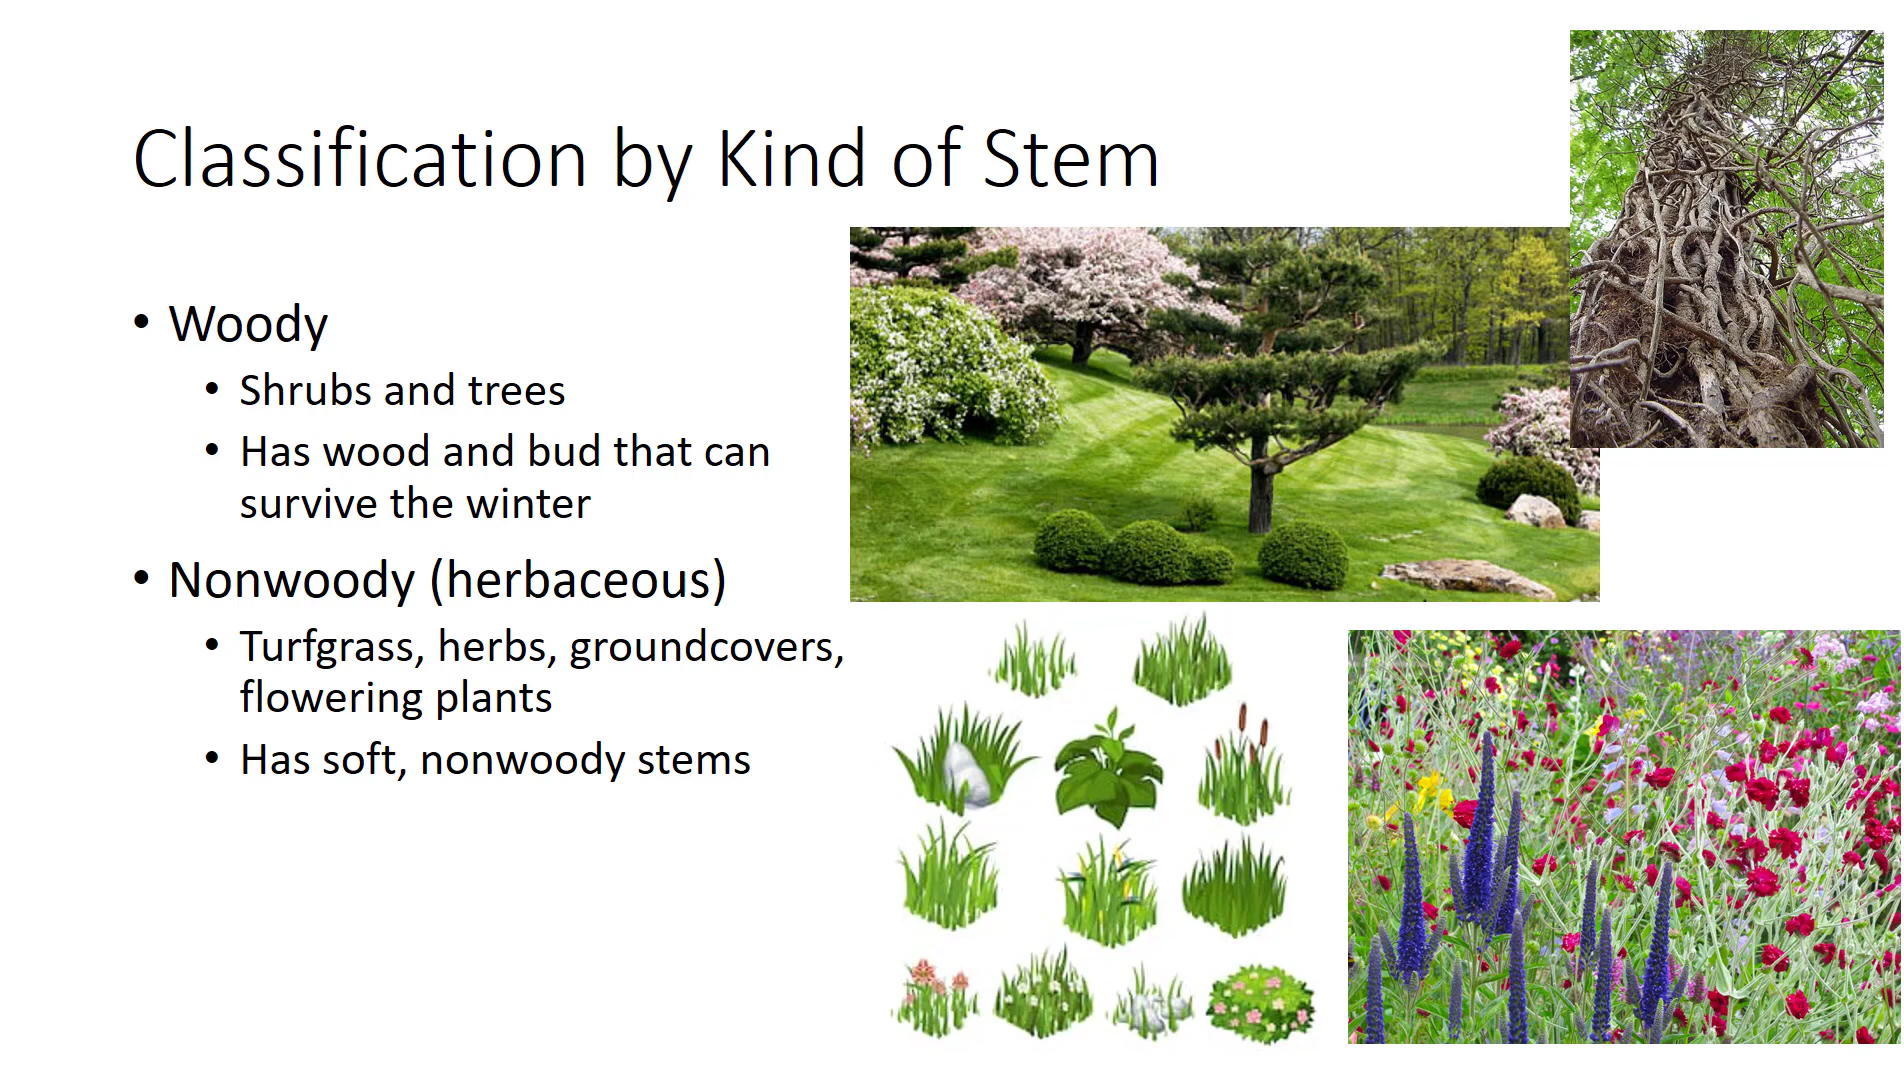 Classification by Kind of Stem
• Woody
• Shrubs and trees
• Has wood and bud that can
survive the winter
• Nonwoody (herbaceous)
• Turfgrass, herbs, groundcovers,
flowering plants
• Has soft, nonwoody stems